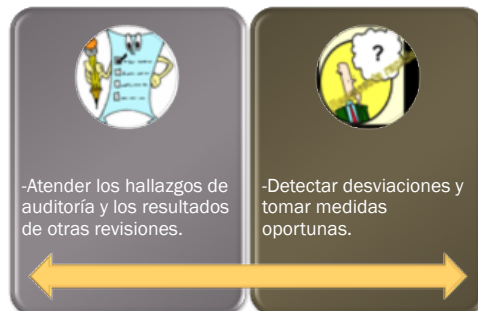 -Atender los hallazgos de
auditoría y los resultados
de otras revisiones.
-Detectar desviaciones y
tomar medidas
oportunas.
?